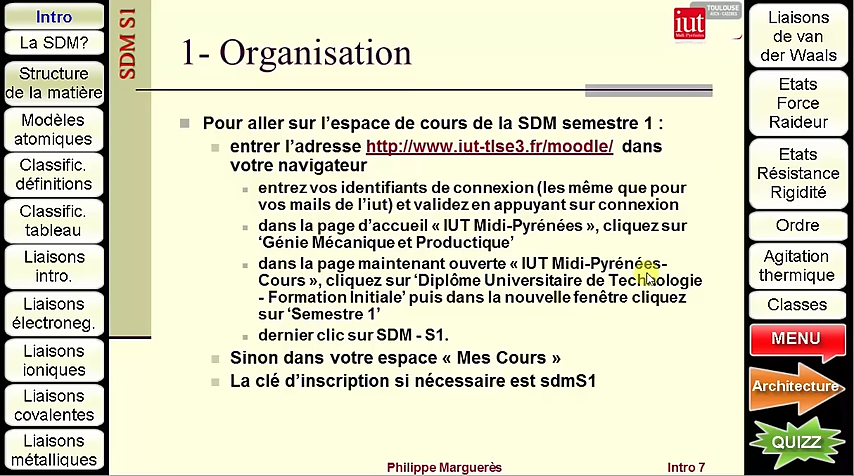 Intro
La SDM?
Structure
de la matière
Modèles
atomiques
Classific.
définitions
Classific.
tableau
Liaisons
intro.
Liaisons
électroneg.
Liaisons
ioniques
Liaisons
covalentes
Liaisons
métalliques
SDM S1
1- Organisation
iut
Midi-Pyrénées
TOULOUSE
Pour aller sur l'espace de cours de la SDM semestre 1 :
entrer l'adresse http://www.iut-tlse3.fr/moodle/ dans
votre navigateur
entrez vos identifiants de connexion (les même que pour
vos mails de l'iut) et validez en appuyant sur connexion
dans la page d'accueil « IUT Midi-Pyrénées », cliquez sur
'Génie Mécanique et Productique'
dans la page maintenant ouverte « IUT Midi-Pyrénées-
Cours », cliquez sur 'Diplôme Universitaire de Technologie
- Formation Initiale' puis dans la nouvelle fenêtre cliquez
sur 'Semestre 1'
dernier clic sur SDM - S1.
Sinon dans votre espace « Mes Cours »
La clé d'inscription si nécessaire est sdmS1
Philippe Marguerès
Intro 7
Liaisons
de van
der Waals
Etats
Force
Raideur
Etats
Résistance
Rigidité
Ordre
Agitation
thermique
Classes
MENU
Architecture
QUIZZ